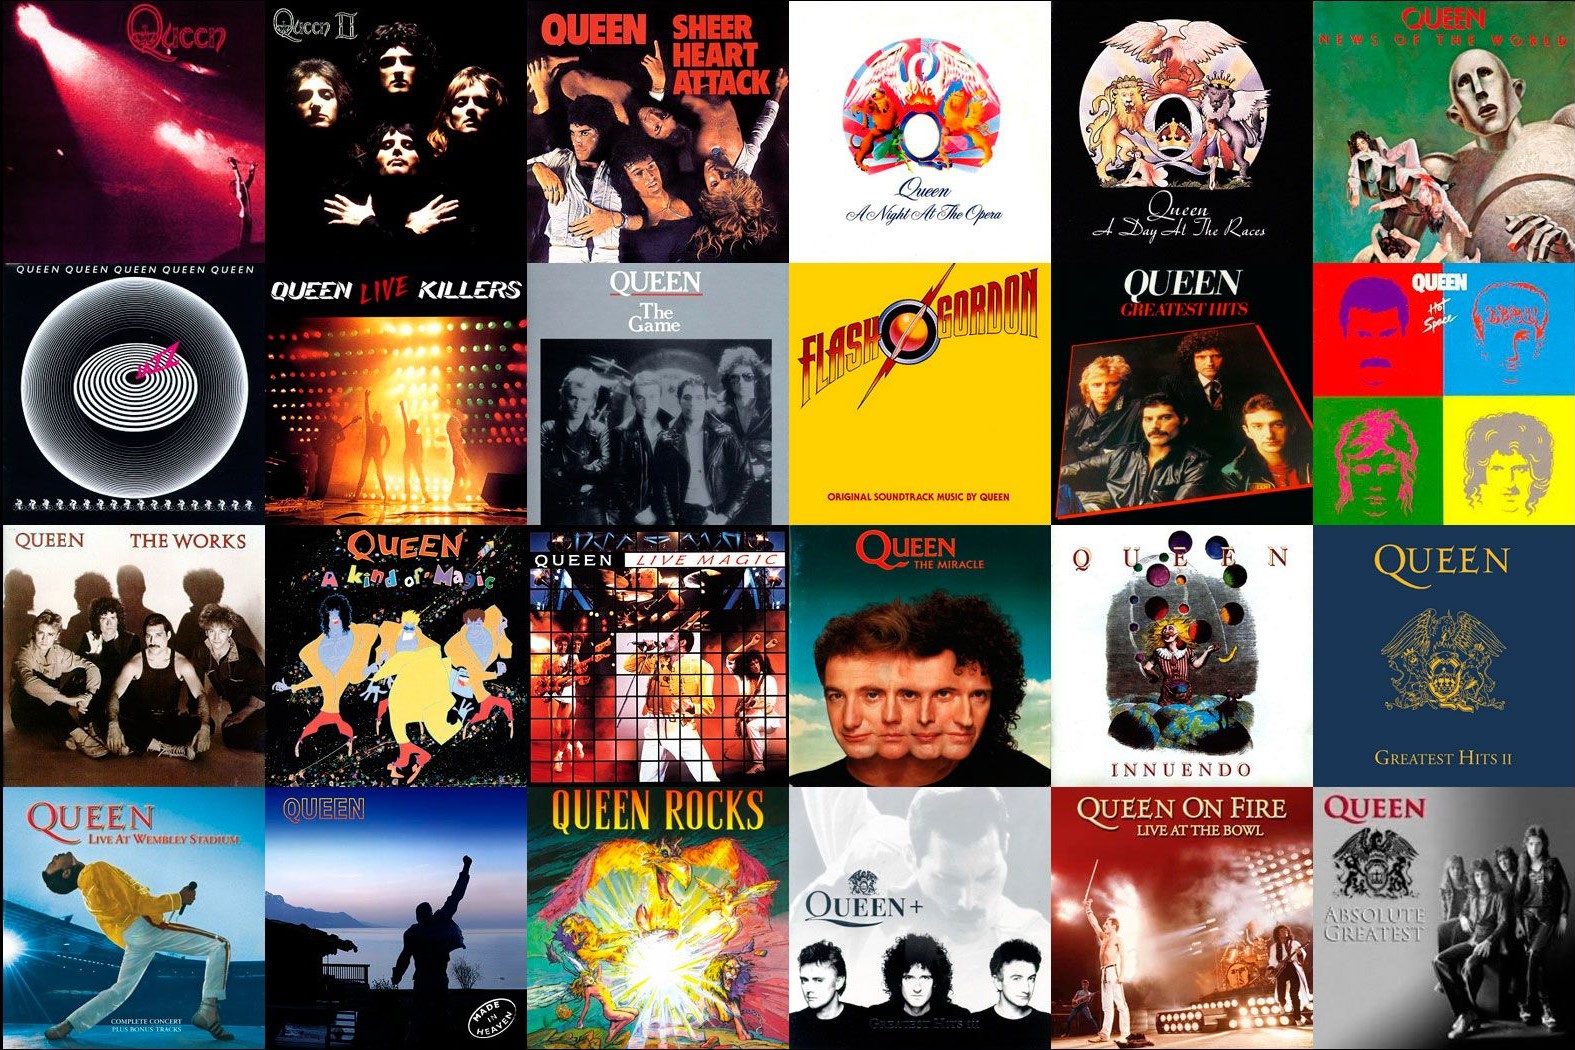 Queen
Queen II
QUEEN SHEER
HEART
ATTACK
Queen
A Night At The Opera
Queen
A Day At The Races
QUEEN
NEWS OF THE WORLD
QUEEN QUEEN QUEEN QUEEN QUEEN
QUEEN LIVE KILLERS
QUEEN
The
Game
FLASH GORDON
ORIGINAL SOUNDTRACK MUSIC BY QUEEN
QUEEN
GREATEST HITS
QUEEN
Hot
Space
QUEEN THE WORKS
QUEEN
A kind of Magic
QUEEN LIVE MAGIC
QUEEN
THE MIRACLE
QUEEN
INNUENDO
QUEEN
GREATEST HITS II
QUEEN
LIVE AT WEMBLEY STADIUM
COMPLETE CONCERT
PLUS BONUS TRACKS
QUEEN
MADE
IN
HEAVEN
QUEEN ROCKS
QUEEN+
GREATEST HITS III
QUEEN ON FIRE
LIVE AT THE BOWL
QUEEN
ABSOLUTE
GREATEST